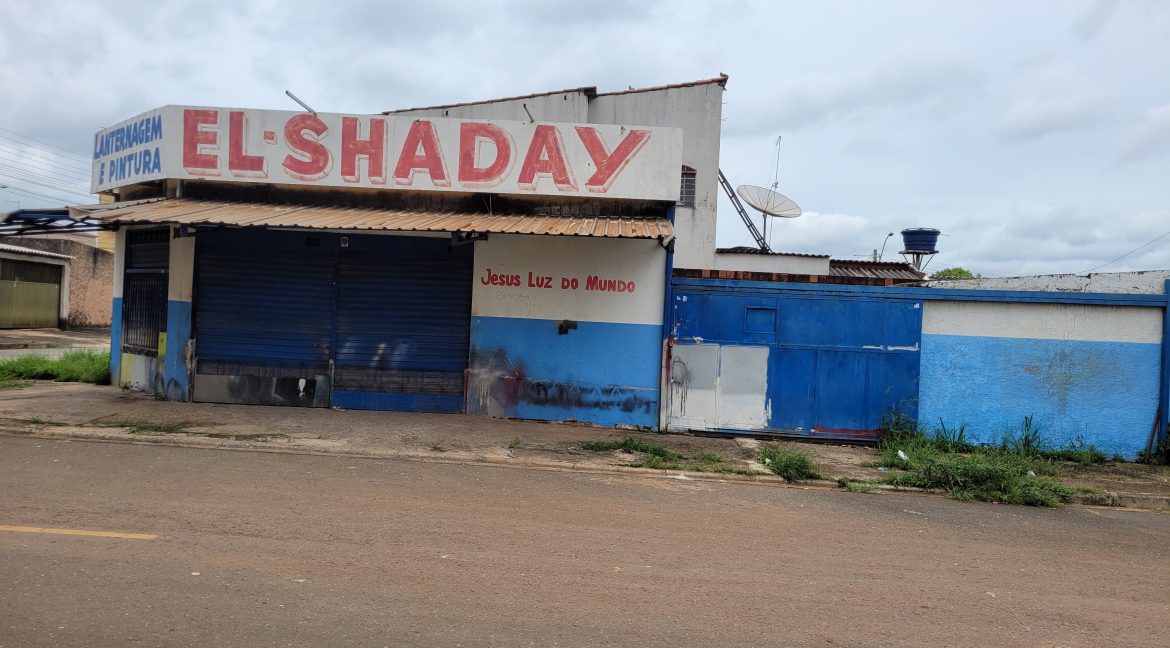 LANTERNAGEM
E PINTURA
EL-SHADAY
Jesus Luz do Mundo